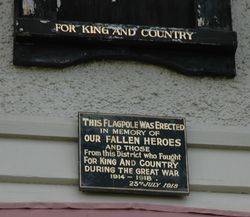 FOR KING AND COUNTRY
THIS FLAGPOLE WAS ERECTED
IN MEMORY OF
OUR FALLEN HEROES
AND THOSE
From this District who Fought
FOR KING AND COUNTRY
DURING THE GREAT WAR
1914 - 1918.
25TH JULY 1918